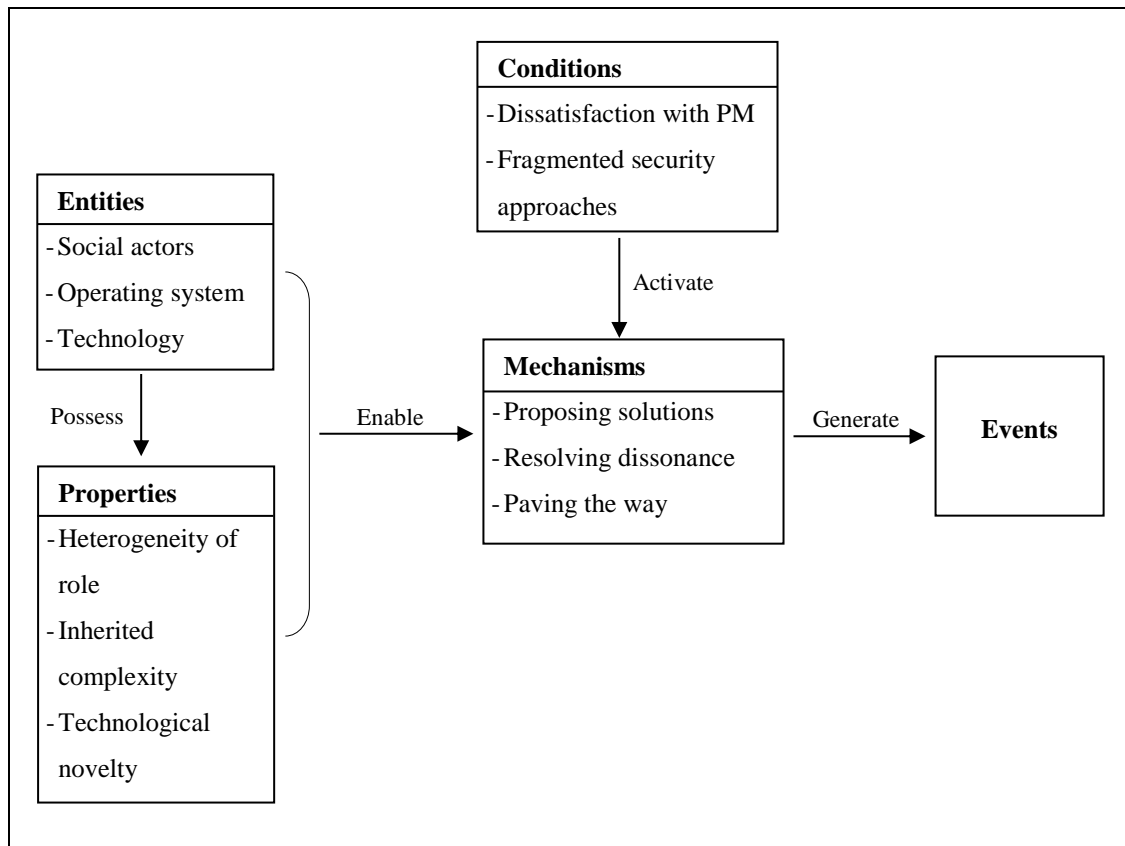 Conditions
-Dissatisfaction with PM
-Fragmented security
approaches
Activate
Entities
-Social actors
-Operating system
-Technology
Possess
Properties
-Heterogeneity of
role
-Inherited
complexity
-Technological
novelty
Enable
Mechanisms
-Proposing solutions
-Resolving dissonance
-Paving the way
Generate
Events